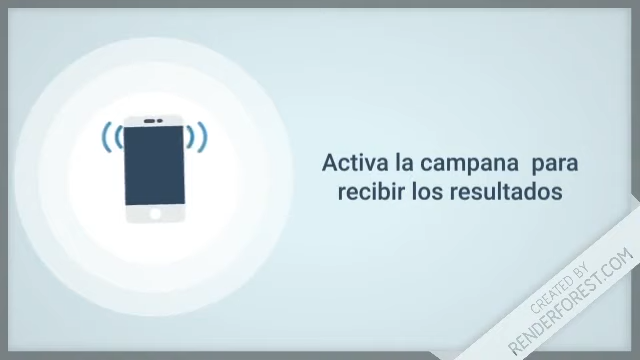 Activa la campana  para
recibir los resultados
CREATED BY
RENDERFOREST.COM